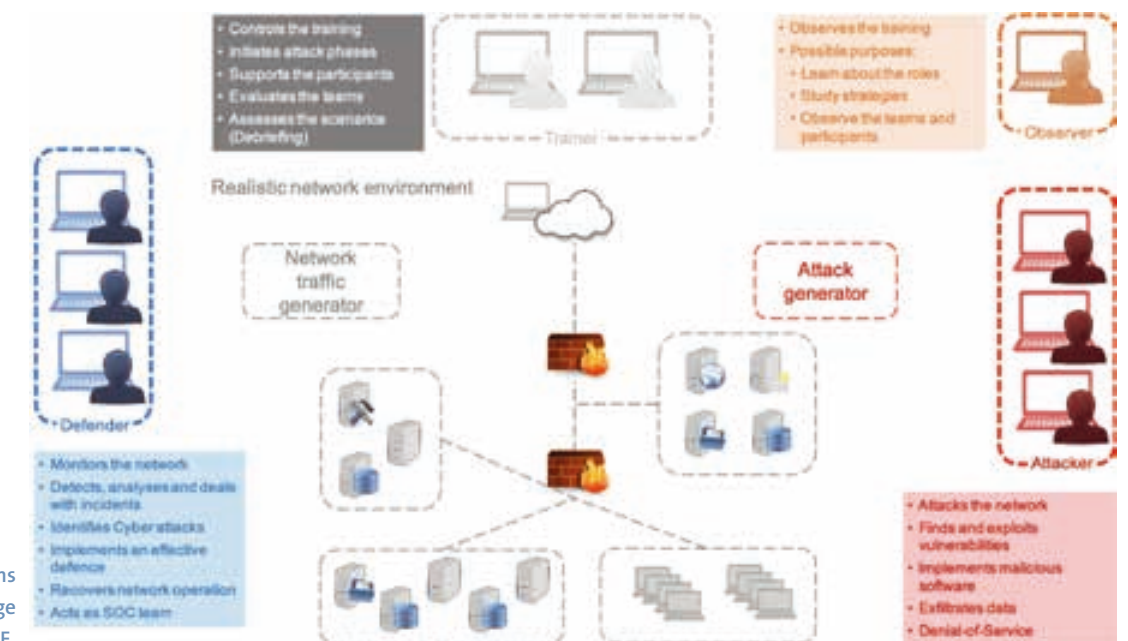 • Controls the training
• Initiates attack phases
• Supports the participants
• Evaluates the teams
• Assesses the scenarios
(Debriefing)
Trainer
• Observes the training
• Possible purposes:
• Learn about the roles
• Study strategies
• Observe the teams and
participants
Observer
Realistic network environment
Network
traffic
generator
Attack
generator
Defender
• Monitors the network
• Detects, analyses and deals
with incidents
• Identifies Cyber attacks
• Implements an effective
defence
• Recovers network operation
• Acts as SOC team
Attacker
• Attacks the network
• Finds and exploits
vulnerabilities
• Implements malicious
software
• Exfiltrates data
• Denial-of-Service